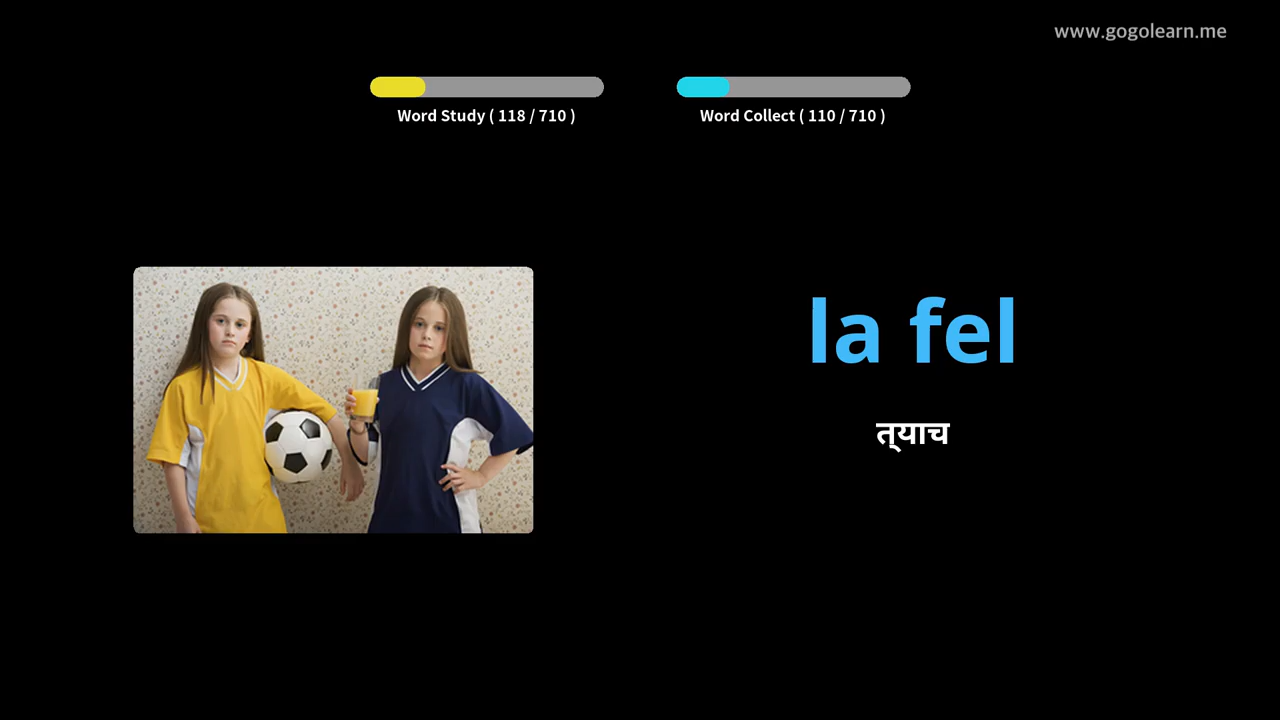 www.gogolearn.me
Word Study ( 118 / 710 )
Word Collect ( 110 / 710 )
la fel
त्याच